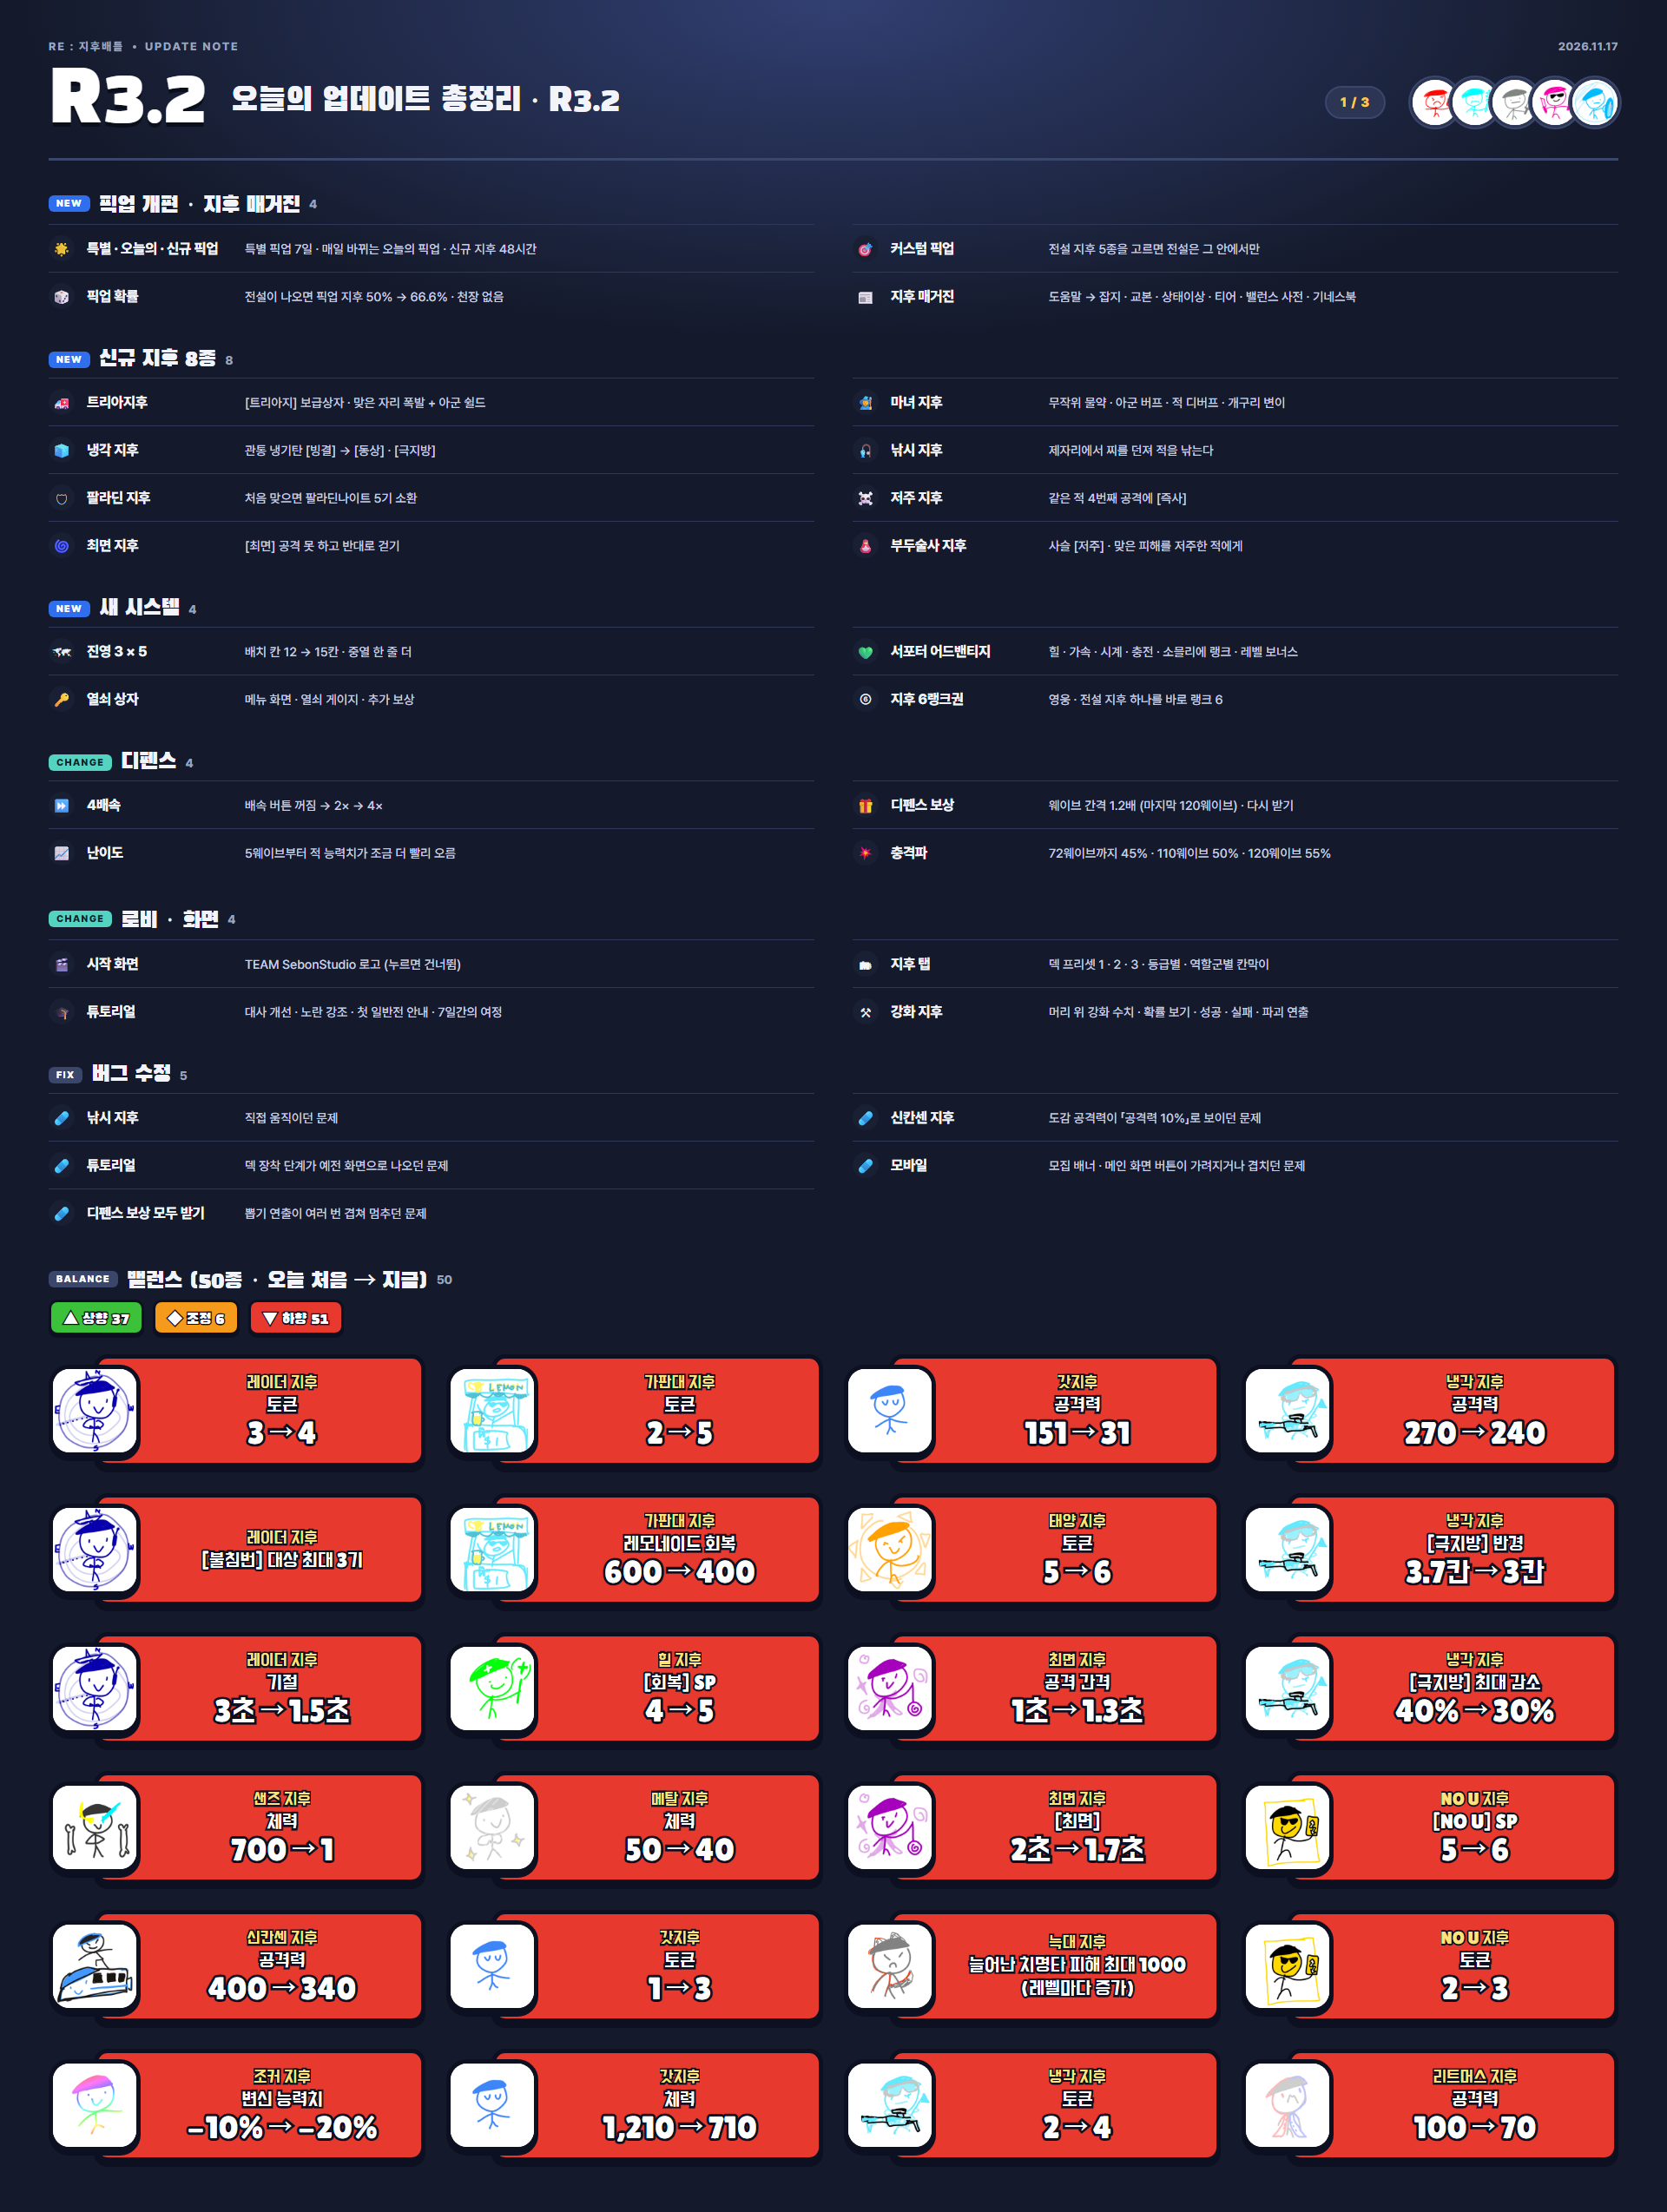 RE : 지후배틀 • UPDATE NOTE
2026.11.17
R3.2 오늘의 업데이트 총정리 · R3.2
1 / 3
NEW 픽업 개편 · 지후 매거진 4
특별 · 오늘의 · 신규 픽업 특별 픽업 7일 · 매일 바뀌는 오늘의 픽업 · 신규 지후 48시간
커스텀 픽업 전설 지후 5종을 고르면 전설은 그 안에서만
픽업 확률 전설이 나오면 픽업 지후 50% → 66.6% · 천장 없음
지후 매거진 도움말 → 잡지 · 교본 · 상태이상 · 티어 · 밸런스 사전 · 기네스북
NEW 신규 지후 8종 8
트리아지후 [트리아지] 보급상자 · 맞은 자리 폭발 + 아군 쉴드
마녀 지후 무작위 물약 · 아군 버프 · 적 디버프 · 개구리 변이
냉각 지후 관통 냉기탄 [빙결] → [동상] · [극지방]
낚시 지후 제자리에서 찌를 던져 적을 낚는다
팔라딘 지후 처음 맞으면 팔라딘나이트 5기 소환
저주 지후 같은 적 4번째 공격에 [즉사]
최면 지후 [최면] 공격 못 하고 반대로 걷기
부두술사 지후 사슬 [저주] · 맞은 피해를 저주한 적에게
NEW 새 시스템 4
진영 3 × 5 배치 칸 12 → 15칸 · 중열 한 줄 더
서포터 어드밴티지 힐 · 가속 · 시계 · 충전 · 소믈리에 랭크 · 레벨 보너스
열쇠 상자 메뉴 화면 · 열쇠 게이지 · 추가 보상
지후 6랭크권 영웅 · 전설 지후 하나를 바로 랭크 6
CHANGE 디펜스 4
4배속 배속 버튼 꺼짐 → 2× → 4×
디펜스 보상 웨이브 간격 1.2배 (마지막 120웨이브) · 다시 받기
난이도 5웨이브부터 적 능력치가 조금 더 빨리 오름
충격파 72웨이브까지 45% · 110웨이브 50% · 120웨이브 55%
CHANGE 로비 · 화면 4
시작 화면 TEAM SebonStudio 로고 (누르면 건너뜀)
지후 탭 덱 프리셋 1 · 2 · 3 · 등급별 · 역할군별 칸막이
튜토리얼 대사 개선 · 노란 강조 · 첫 일반전 안내 · 7일간의 여정
강화 지후 머리 위 강화 수치 · 확률 보기 · 성공 · 실패 · 파괴 연출
FIX 버그 수정 5
낚시 지후 직접 움직이던 문제
신칸센 지후 도감 공격력이 「공격력 10%」로 보이던 문제
튜토리얼 덱 장착 단계가 예전 화면으로 나오던 문제
모바일 모집 배너 · 메인 화면 버튼이 가려지거나 겹치던 문제
디펜스 보상 모두 받기 뽑기 연출이 여러 번 겹쳐 멈추던 문제
BALANCE 밸런스 (50종 · 오늘 처음 → 지금) 50
▲ 상향 37 ◆ 조정 6 ▼ 하향 51
레이더 지후
토큰
3→4
가판대 지후
토큰
2→5
갓지후
공격력
151→31
냉각 지후
공격력
270→240
레이더 지후
[불침번] 대상 최대 3기
가판대 지후
레모네이드 회복
600→400
태양 지후
토큰
5→6
냉각 지후
[극지방] 반경
3.7칸→3칸
레이더 지후
기절
3초→1.5초
힐 지후
[회복] SP
4→5
최면 지후
공격 간격
1초→1.3초
냉각 지후
[극지방] 최대 감소
40%→30%
샌즈 지후
체력
700→1
메탈 지후
체력
50→40
최면 지후
[최면]
2초→1.7초
NO U 지후
[NO U] SP
5→6
신칸센 지후
공격력
400→340
갓지후
토큰
1→3
늑대 지후
늘어난 치명타 피해 최대 1000
(레벨마다 증가)
NO U 지후
토큰
2→3
조커 지후
변신 능력치
−10%→−20%
갓지후
체력
1,210→710
냉각 지후
토큰
2→4
리트머스 지후
공격력
100→70